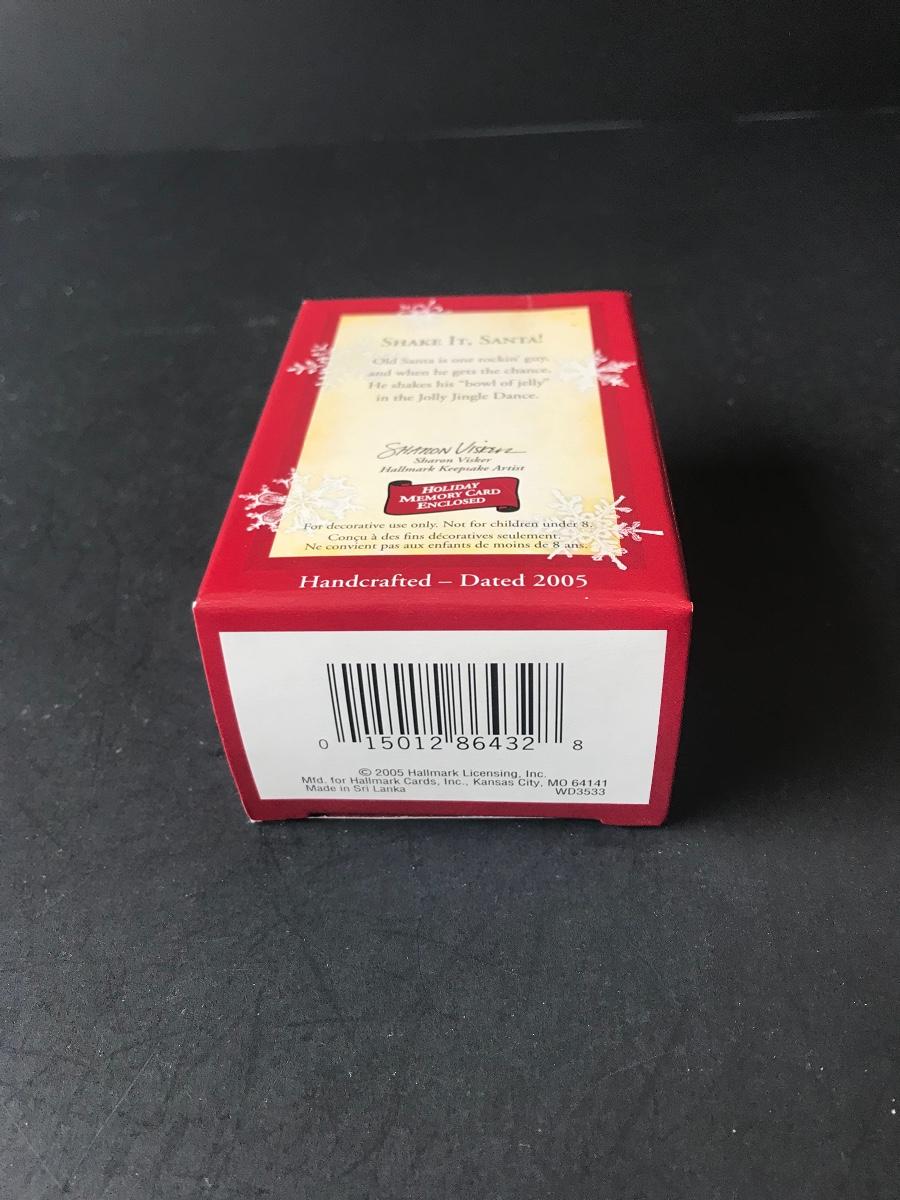 SHAKE IT, SANTA!
Old Santa is one rockin' guy,
and when he gets the chance,
He shakes his "bowl of jelly"
in the Jolly Jingle Dance.
SHARON VISKER
Sharon Visker
Hallmark Keepsake Artist
HOLIDAY
MEMORY CARD
ENCLOSED
For decorative use only. Not for children under 8.
Conçu à des fins décoratives seulement.
Ne convient pas aux enfants de moins de 8 ans.
Handcrafted – Dated 2005
0 15012 86432 8
© 2005 Hallmark Licensing, Inc.
Mfd. for Hallmark Cards, Inc., Kansas City, MO 64141
Made in Sri Lanka WD3533